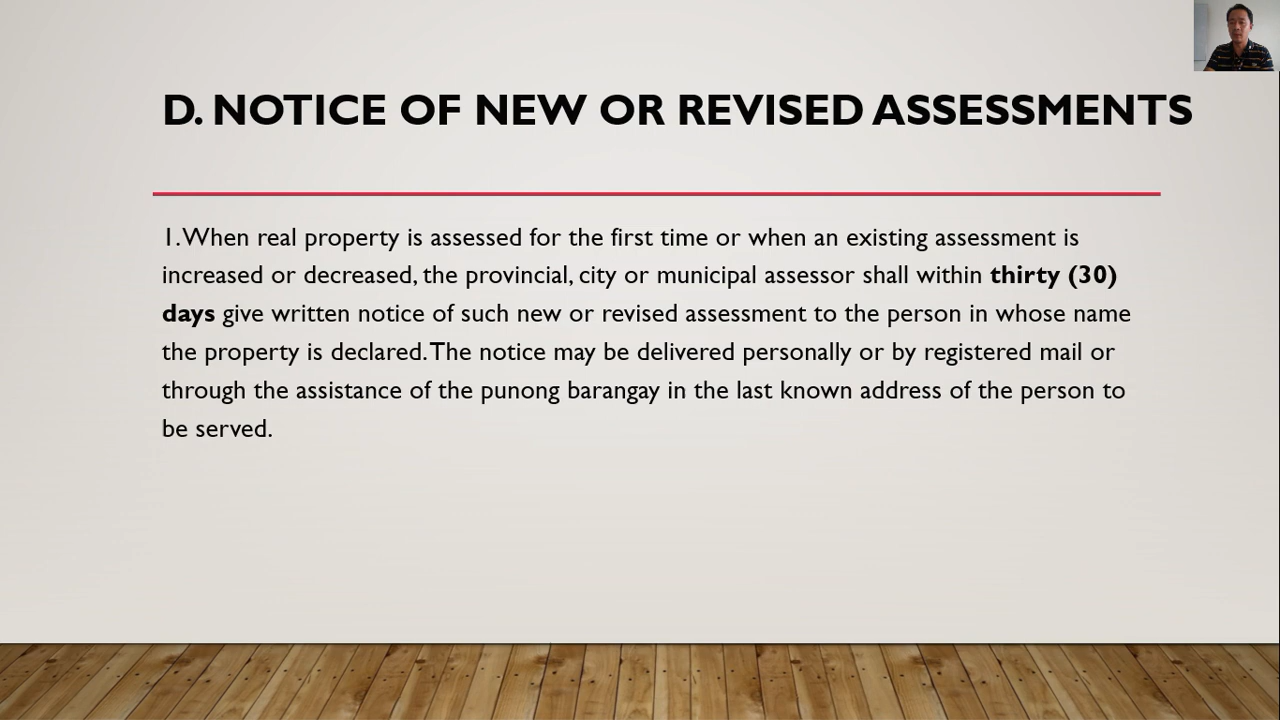 D. NOTICE OF NEW OR REVISED ASSESSMENTS
1. When real property is assessed for the first time or when an existing assessment is
increased or decreased, the provincial, city or municipal assessor shall within thirty (30)
days give written notice of such new or revised assessment to the person in whose name
the property is declared. The notice may be delivered personally or by registered mail or
through the assistance of the punong barangay in the last known address of the person to
be served.